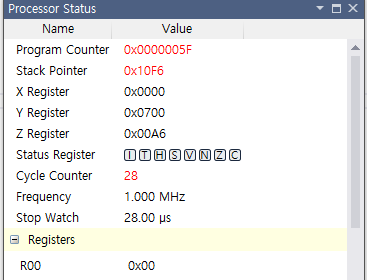 Processor Status
Name Value
Program Counter 0x0000005F
Stack Pointer 0x10F6
X Register 0x0000
Y Register 0x0700
Z Register 0x00A6
Status Register I T H S V N Z C
Cycle Counter 28
Frequency 1.000 MHz
Stop Watch 28.00 µs
Registers
R00 0x00